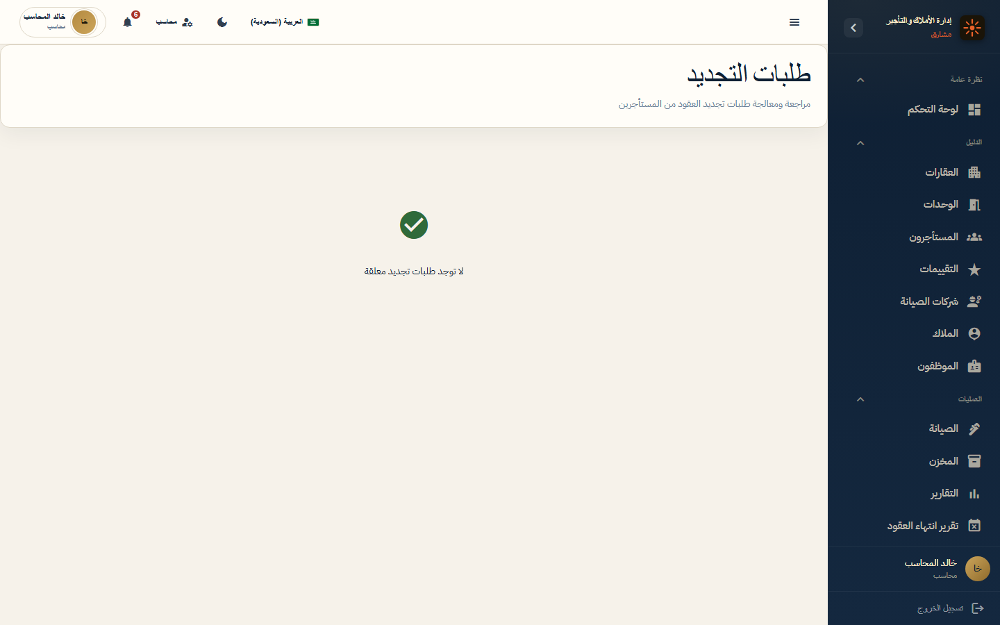 إدارة الأملاك والتأجير
مشارق
نظرة عامة
لوحة التحكم
الدليل
العقارات
الوحدات
المستأجرون
التقييمات
شركات الصيانة
الملاك
الموظفون
العمليات
الصيانة
المخزن
التقارير
تقرير انتهاء العقود
خا
خالد المحاسب
محاسب
تسجيل الخروج
العربية (السعودية)
محاسب
6
خا
خالد المحاسب
محاسب
طلبات التجديد
مراجعة ومعالجة طلبات تجديد العقود من المستأجرين
لا توجد طلبات تجديد معلقة